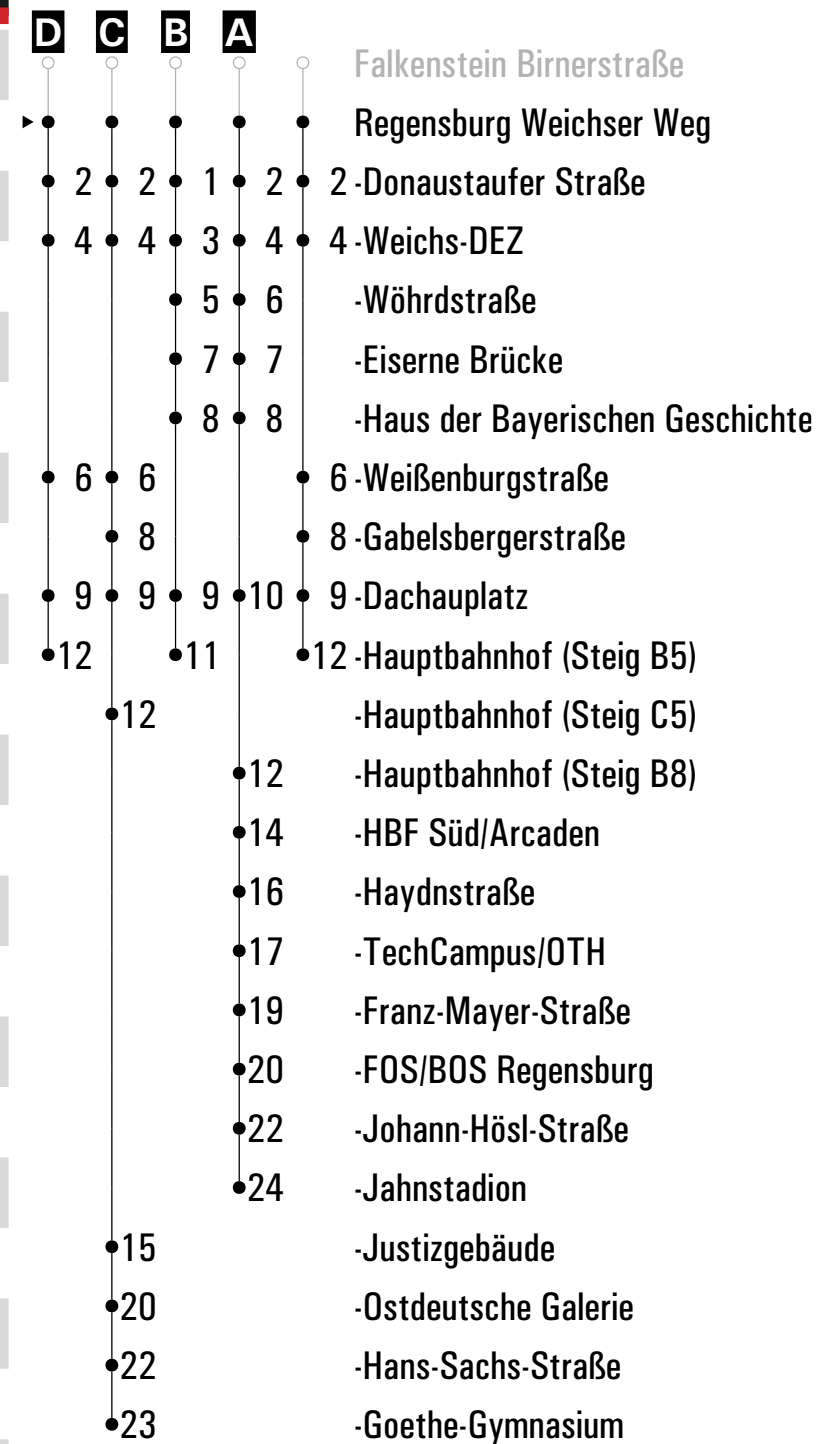 D C B A
Falkenstein Birnerstraße
Regensburg Weichser Weg
2 2 1 2 2 -Donaustaufer Straße
4 4 3 4 4 -Weichs-DEZ
5 6 -Wöhrdstraße
7 7 -Eiserne Brücke
8 8 -Haus der Bayerischen Geschichte
6 6 6 -Weißenburgstraße
8 8 -Gabelsbergerstraße
9 9 9 10 9 -Dachauplatz
12 11 12 -Hauptbahnhof (Steig B5)
12 -Hauptbahnhof (Steig C5)
12 -Hauptbahnhof (Steig B8)
14 -HBF Süd/Arcaden
16 -Haydnstraße
17 -TechCampus/OTH
19 -Franz-Mayer-Straße
20 -FOS/BOS Regensburg
22 -Johann-Hösl-Straße
24 -Jahnstadion
15 -Justizgebäude
20 -Ostdeutsche Galerie
22 -Hans-Sachs-Straße
23 -Goethe-Gymnasium